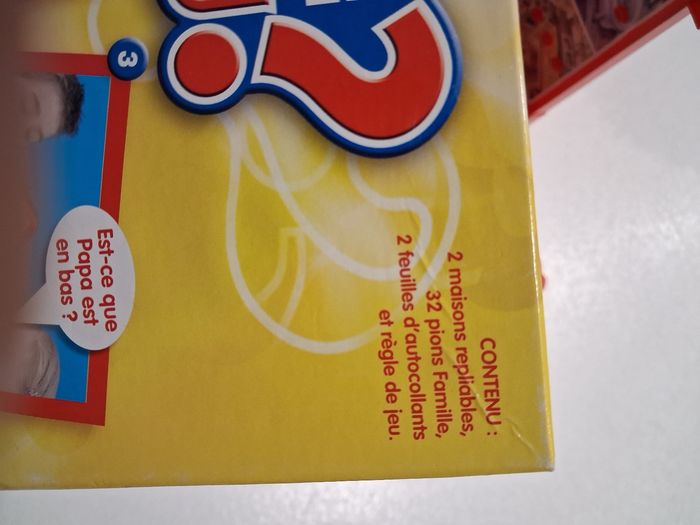 ?
3
Est-ce que
Papa est
en bas ?
CONTENU :
2 maisons repliables,
32 pions Famille,
2 feuilles d'autocollants
et règle de jeu.